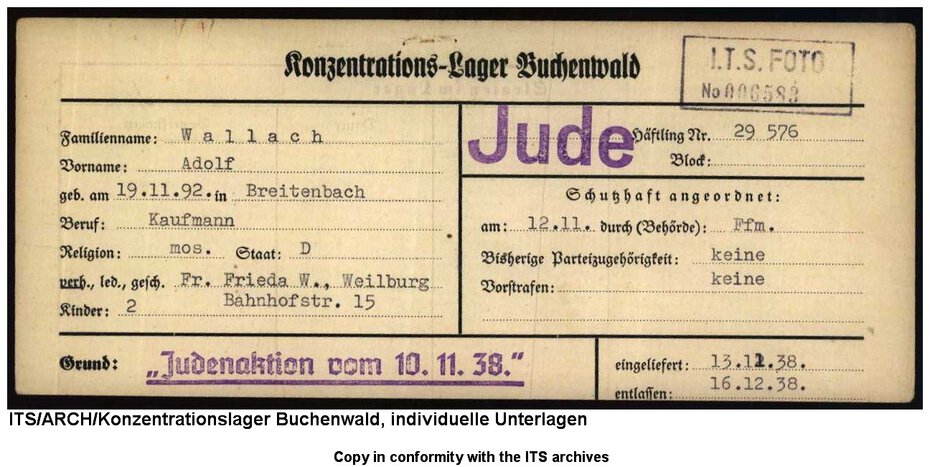 Konzentrations-Lager Buchenwald
I.T.S. FOTO
No 006583
Familienname: Wallach
Vorname: Adolf
geb. am 19.11.92. in Breitenbach
Beruf: Kaufmann
Religion: mos. Staat: D
verh., led., gesch. Fr. Frieda W., Weilburg
Bahnhofstr. 15
Kinder: 2
Jude
Häftling Nr. 29 576
Block:
Schutzhaft angeordnet:
am: 12.11. durch (Behörde): Ffm.
Bisherige Parteizugehörigkeit: keine
Vorstrafen: keine
Grund: „Judenaktion vom 10. 11. 38.“
eingeliefert: 13.11.38.
entlassen: 16.12.38.
ITS/ARCH/Konzentrationslager Buchenwald, individuelle Unterlagen
Copy in conformity with the ITS archives